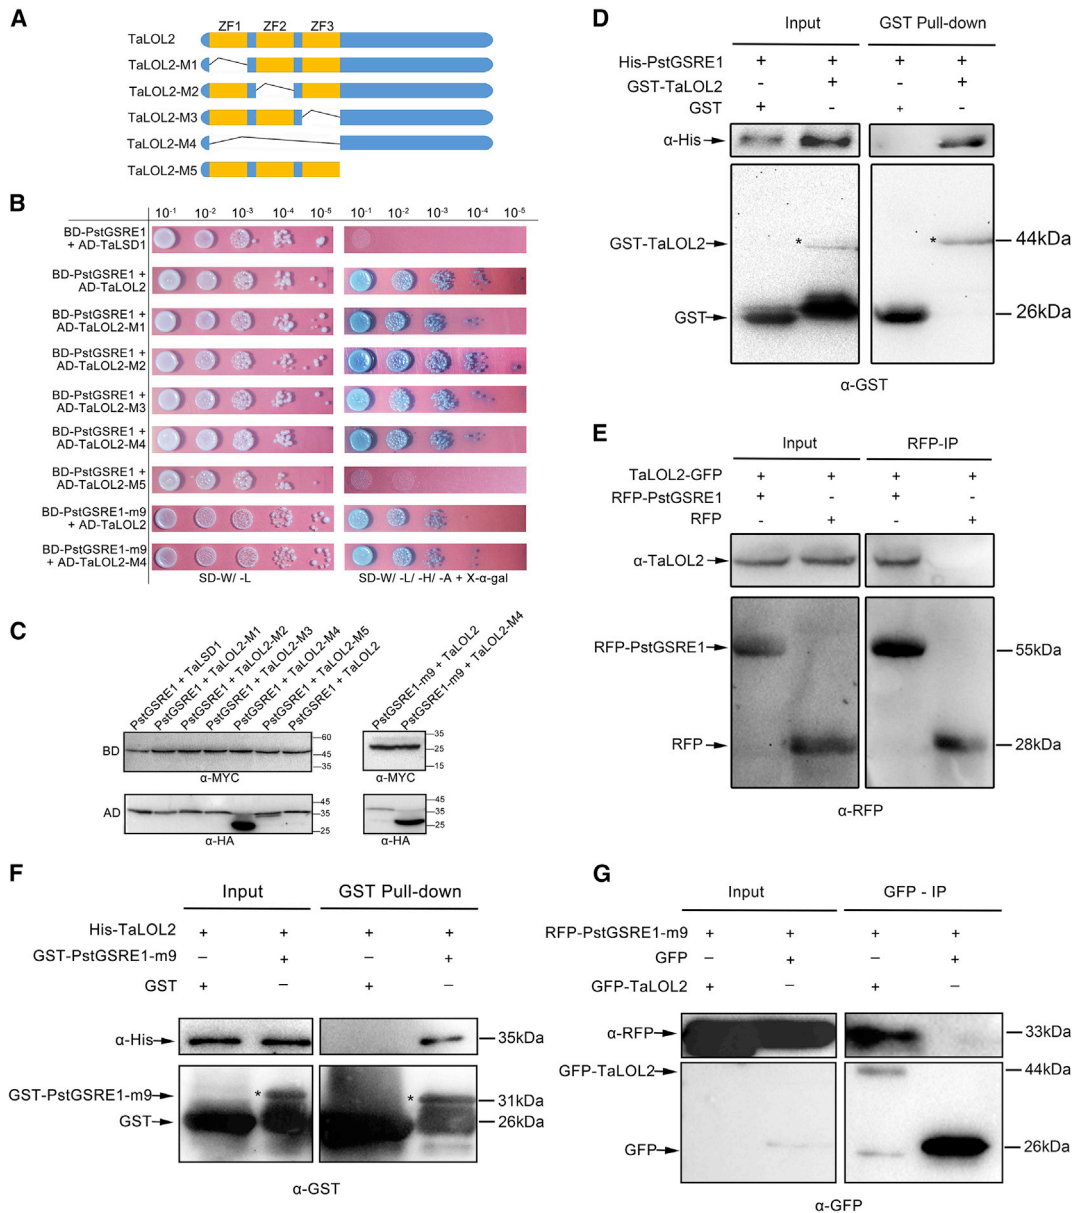 A
ZF1 ZF2 ZF3
TaLOL2
TaLOL2-M1
TaLOL2-M2
TaLOL2-M3
TaLOL2-M4
TaLOL2-M5
B
10-1 10-2 10-3 10-4 10-5 10-1 10-2 10-3 10-4 10-5
BD-PstGSRE1
+ AD-TaLSD1
BD-PstGSRE1 +
AD-TaLOL2
BD-PstGSRE1 +
AD-TaLOL2-M1
BD-PstGSRE1 +
AD-TaLOL2-M2
BD-PstGSRE1 +
AD-TaLOL2-M3
BD-PstGSRE1 +
AD-TaLOL2-M4
BD-PstGSRE1 +
AD-TaLOL2-M5
BD-PstGSRE1-m9
+ AD-TaLOL2
BD-PstGSRE1-m9
+ AD-TaLOL2-M4
SD-W/ -L SD-W/ -L/ -H/ -A + X-α-gal
C
PstGSRE1 + TaLSD1
PstGSRE1 + TaLOL2-M1
PstGSRE1 + TaLOL2-M2
PstGSRE1 + TaLOL2-M3
PstGSRE1 + TaLOL2-M4
PstGSRE1 + TaLOL2-M5
PstGSRE1 + TaLOL2
PstGSRE1-m9 + TaLOL2
PstGSRE1-m9 + TaLOL2-M4
BD
60
45
35
α-MYC
35
25
15
α-MYC
AD
45
35
25
α-HA
45
35
25
α-HA
D
Input GST Pull-down
His-PstGSRE1 + + + +
GST-TaLOL2 - + - +
GST + - + -
α-His
GST-TaLOL2 * * 44kDa
GST 26kDa
α-GST
E
Input RFP-IP
TaLOL2-GFP + + + +
RFP-PstGSRE1 + - + -
RFP - + - +
α-TaLOL2
RFP-PstGSRE1 55kDa
RFP 28kDa
α-RFP
F
Input GST Pull-down
His-TaLOL2 + + + +
GST-PstGSRE1-m9 − + − +
GST + − + −
α-His 35kDa
GST-PstGSRE1-m9 * * 31kDa
GST 26kDa
α-GST
G
Input GFP - IP
RFP-PstGSRE1-m9 + + + +
GFP − + − +
GFP-TaLOL2 + − + −
α-RFP 33kDa
GFP-TaLOL2 44kDa
GFP 26kDa
α-GFP